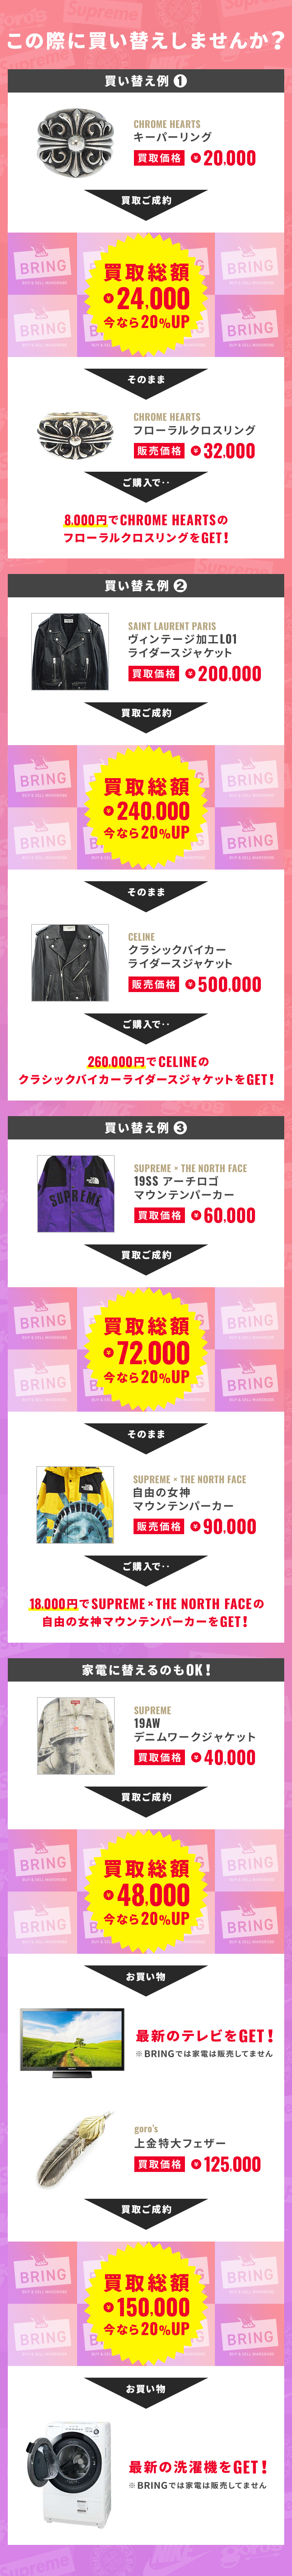 この際に買い替えしませんか?
買い替え例 1
CHROME HEARTS
キーパーリング
買取価格 ¥20,000
買取ご成約
BRING
BUY & SELL WAREHOUSE
買取総額
¥24,000
今なら20%UP
そのまま
CHROME HEARTS
フローラルクロスリング
販売価格 ¥32,000
ご購入で‥
8,000円でCHROME HEARTSの
フローラルクロスリングをGET!
買い替え例 2
SAINT LAURENT PARIS
ヴィンテージ加工L01
ライダースジャケット
買取価格 ¥200,000
買取ご成約
BRING
BUY & SELL WAREHOUSE
買取総額
¥240,000
今なら20%UP
そのまま
CELINE
クラシックバイカー
ライダースジャケット
販売価格 ¥500,000
ご購入で‥
260,000円でCELINEの
クラシックバイカーライダースジャケットをGET!
買い替え例 3
SUPREME × THE NORTH FACE
19SS アーチロゴ
マウンテンパーカー
SUPREME
買取価格 ¥60,000
買取ご成約
BRING
BUY & SELL WAREHOUSE
買取総額
¥72,000
今なら20%UP
そのまま
SUPREME × THE NORTH FACE
自由の女神
マウンテンパーカー
販売価格 ¥90,000
ご購入で‥
18,000円でSUPREME×THE NORTH FACEの
自由の女神マウンテンパーカーをGET!
家電に替えるのもOK!
SUPREME
19AW
デニムワークジャケット
買取価格 ¥40,000
買取ご成約
BRING
BUY & SELL WAREHOUSE
買取総額
¥48,000
今なら20%UP
お買い物
最新のテレビをGET!
※BRINGでは家電は販売してません
goro's
上金特大フェザー
買取価格 ¥125,000
買取ご成約
BRING
BUY & SELL WAREHOUSE
買取総額
¥150,000
今なら20%UP
お買い物
最新の洗濯機をGET!
※BRINGでは家電は販売してません